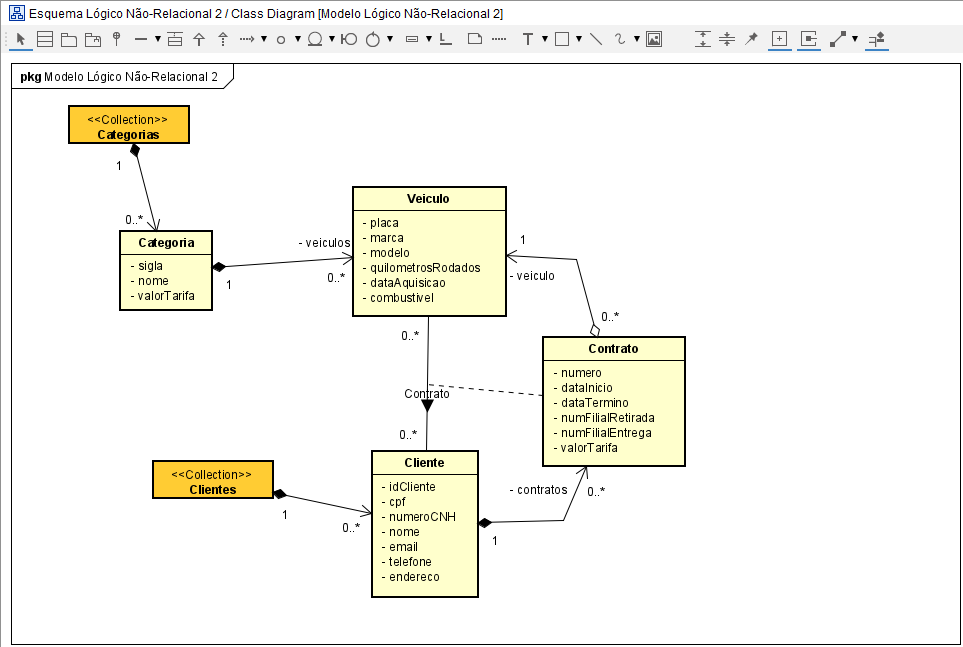 Esquema Lógico Não-Relacional 2 / Class Diagram [Modelo Lógico Não-Relacional 2]
pkg Modelo Lógico Não-Relacional 2
<<Collection>>
Categorias
1
0..*
Categoria
- sigla
- nome
- valorTarifa
1
- veiculos
0..*
Veiculo
- placa
- marca
- modelo
- quilometrosRodados
- dataAquisicao
- combustivel
1
- veiculo
0..*
Contrato
- numero
- dataInicio
- dataTermino
- numFilialRetirada
- numFilialEntrega
- valorTarifa
0..*
Contrato
0..*
<<Collection>>
Clientes
1
0..*
Cliente
- idCliente
- cpf
- numeroCNH
- nome
- email
- telefone
- endereco
- contratos
0..*
1